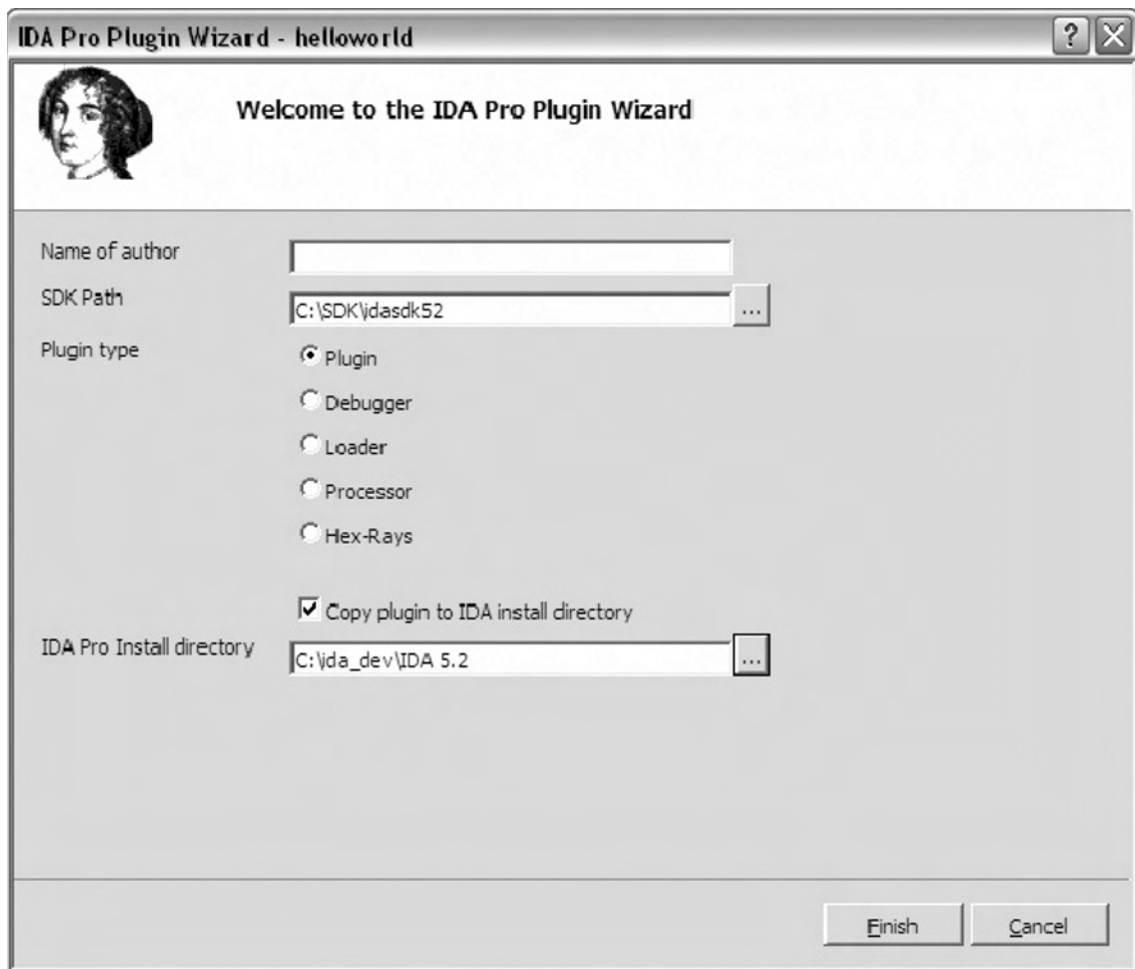 IDA Pro Plugin Wizard - helloworld
Welcome to the IDA Pro Plugin Wizard
Name of author
SDK Path
C:\SDK\idasdk52
...
Plugin type
Plugin
Debugger
Loader
Processor
Hex-Rays
Copy plugin to IDA install directory
IDA Pro Install directory
C:\ida_dev\IDA 5.2
...
Finish
Cancel